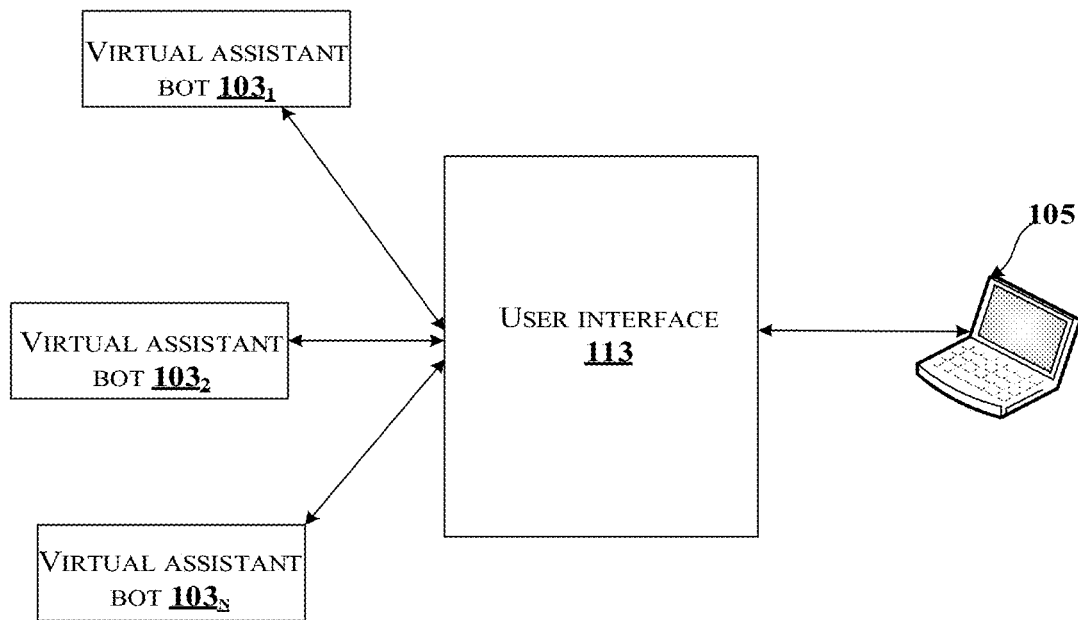 VIRTUAL ASSISTANT
BOT 103₁
105
USER INTERFACE
113
VIRTUAL ASSISTANT
BOT 103₂
VIRTUAL ASSISTANT
BOT 103ₙ